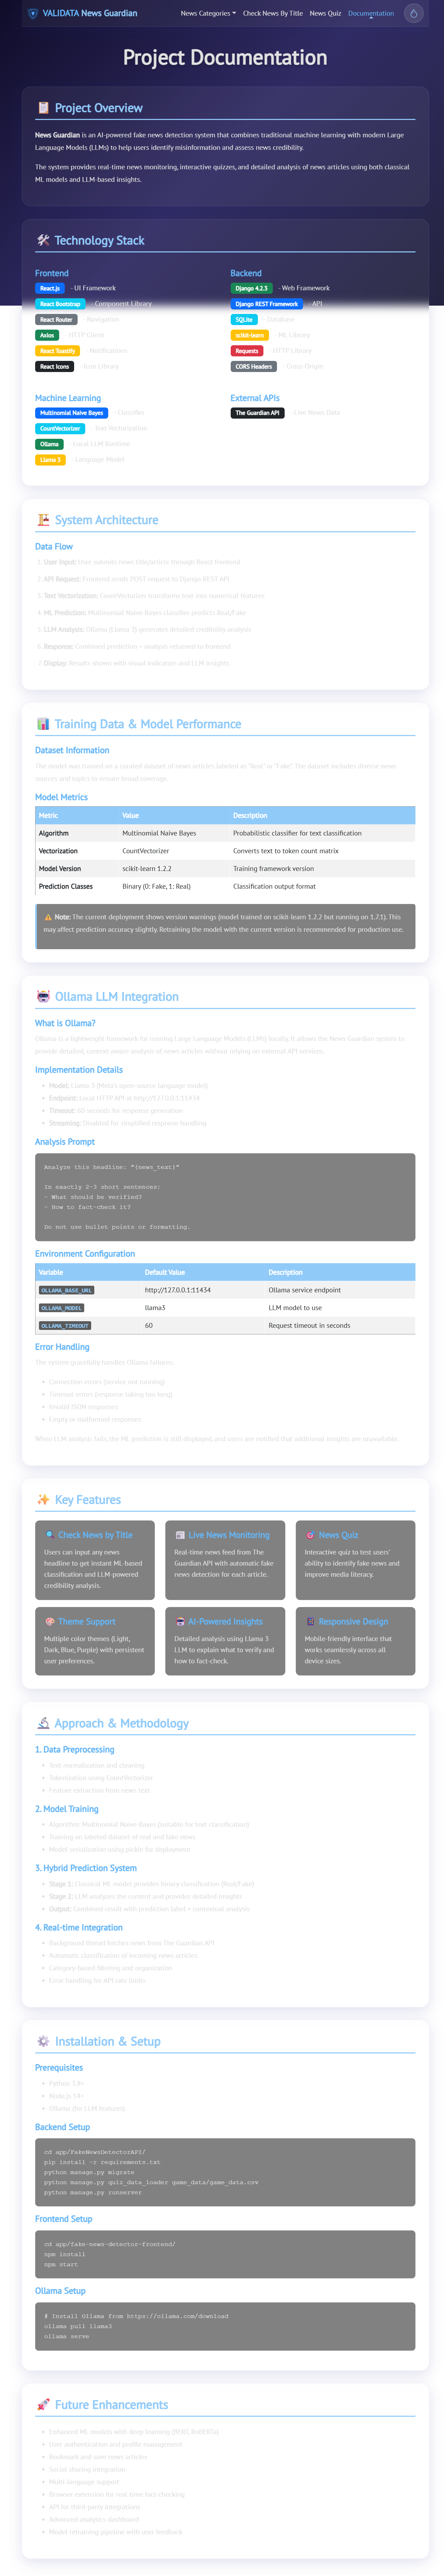 VALIDATA News Guardian
News Categories
Check News By Title
News Quiz
Documentation
Project Documentation
Project Overview
News Guardian is an AI-powered fake news detection system that combines traditional machine learning with modern Large
Language Models (LLMs) to help users identify misinformation and assess news credibility.
The system provides real-time news monitoring, interactive quizzes, and detailed analysis of news articles using both classical
ML models and LLM-based insights.
Technology Stack
Frontend
React.js - UI Framework
React Bootstrap - Component Library
React Router - Navigation
Axios - HTTP Client
React Toastify - Notifications
React Icons - Icon Library
Backend
Django 4.2.3 - Web Framework
Django REST Framework - API
SQLite - Database
scikit-learn - ML Library
Requests - HTTP Library
CORS Headers - Cross-Origin
Machine Learning
Multinomial Naive Bayes - Classifier
CountVectorizer - Text Vectorization
Ollama - Local LLM Runtime
Llama 3 - Language Model
External APIs
The Guardian API - Live News Data
System Architecture
Data Flow
1. User Input: User submits news title/article through React frontend
2. API Request: Frontend sends POST request to Django REST API
3. Text Vectorization: CountVectorizer transforms text into numerical features
4. ML Prediction: Multinomial Naive Bayes classifier predicts Real/Fake
5. LLM Analysis: Ollama (Llama 3) generates detailed credibility analysis
6. Response: Combined prediction + analysis returned to frontend
7. Display: Results shown with visual indicators and LLM insights
Training Data & Model Performance
Dataset Information
The model was trained on a curated dataset of news articles labeled as "Real" or "Fake". The dataset includes diverse news
sources and topics to ensure broad coverage.
Model Metrics
Metric Value Description
Algorithm Multinomial Naive Bayes Probabilistic classifier for text classification
Vectorization CountVectorizer Converts text to token count matrix
Model Version scikit-learn 1.2.2 Training framework version
Prediction Classes Binary (0: Fake, 1: Real) Classification output format
⚠️ Note: The current deployment shows version warnings (model trained on scikit-learn 1.2.2 but running on 1.7.1). This
may affect prediction accuracy slightly. Retraining the model with the current version is recommended for production use.
Ollama LLM Integration
What is Ollama?
Ollama is a lightweight framework for running Large Language Models (LLMs) locally. It allows the News Guardian system to
provide detailed, context-aware analysis of news articles without relying on external API services.
Implementation Details
• Model: Llama 3 (Meta's open-source language model)
• Endpoint: Local HTTP API at http://127.0.0.1:11434
• Timeout: 60 seconds for response generation
• Streaming: Disabled for simplified response handling
Analysis Prompt
Analyze this headline: "{news_text}"
In exactly 2-3 short sentences:
- What should be verified?
- How to fact-check it?
Do not use bullet points or formatting.
Environment Configuration
Variable Default Value Description
OLLAMA_BASE_URL http://127.0.0.1:11434 Ollama service endpoint
OLLAMA_MODEL llama3 LLM model to use
OLLAMA_TIMEOUT 60 Request timeout in seconds
Error Handling
The system gracefully handles Ollama failures:
• Connection errors (service not running)
• Timeout errors (response taking too long)
• Invalid JSON responses
• Empty or malformed responses
When LLM analysis fails, the ML prediction is still displayed, and users are notified that additional insights are unavailable.
Key Features
Check News by Title
Users can input any news
headline to get instant ML-based
classification and LLM-powered
credibility analysis.
Live News Monitoring
Real-time news feed from The
Guardian API with automatic fake
news detection for each article.
News Quiz
Interactive quiz to test users'
ability to identify fake news and
improve media literacy.
Theme Support
Multiple color themes (Light,
Dark, Blue, Purple) with persistent
user preferences.
AI-Powered Insights
Detailed analysis using Llama 3
LLM to explain what to verify and
how to fact-check.
Responsive Design
Mobile-friendly interface that
works seamlessly across all
device sizes.
Approach & Methodology
1. Data Preprocessing
• Text normalization and cleaning
• Tokenization using CountVectorizer
• Feature extraction from news text
2. Model Training
• Algorithm: Multinomial Naive Bayes (suitable for text classification)
• Training on labeled dataset of real and fake news
• Model serialization using pickle for deployment
3. Hybrid Prediction System
• Stage 1: Classical ML model provides binary classification (Real/Fake)
• Stage 2: LLM analyzes the content and provides detailed insights
• Output: Combined result with prediction label + contextual analysis
4. Real-time Integration
• Background thread fetches news from The Guardian API
• Automatic classification of incoming news articles
• Category-based filtering and organization
• Error handling for API rate limits
Installation & Setup
Prerequisites
• Python 3.8+
• Node.js 14+
• Ollama (for LLM features)
Backend Setup
cd app/FakeNewsDetectorAPI/
pip install -r requirements.txt
python manage.py migrate
python manage.py quiz_data_loader game_data/game_data.csv
python manage.py runserver
Frontend Setup
cd app/fake-news-detector-frontend/
npm install
npm start
Ollama Setup
# Install Ollama from https://ollama.com/download
ollama pull llama3
ollama serve
Future Enhancements
• Enhanced ML models with deep learning (BERT, RoBERTa)
• User authentication and profile management
• Bookmark and save news articles
• Social sharing integration
• Multi-language support
• Browser extension for real-time fact-checking
• API for third-party integrations
• Advanced analytics dashboard
• Model retraining pipeline with user feedback